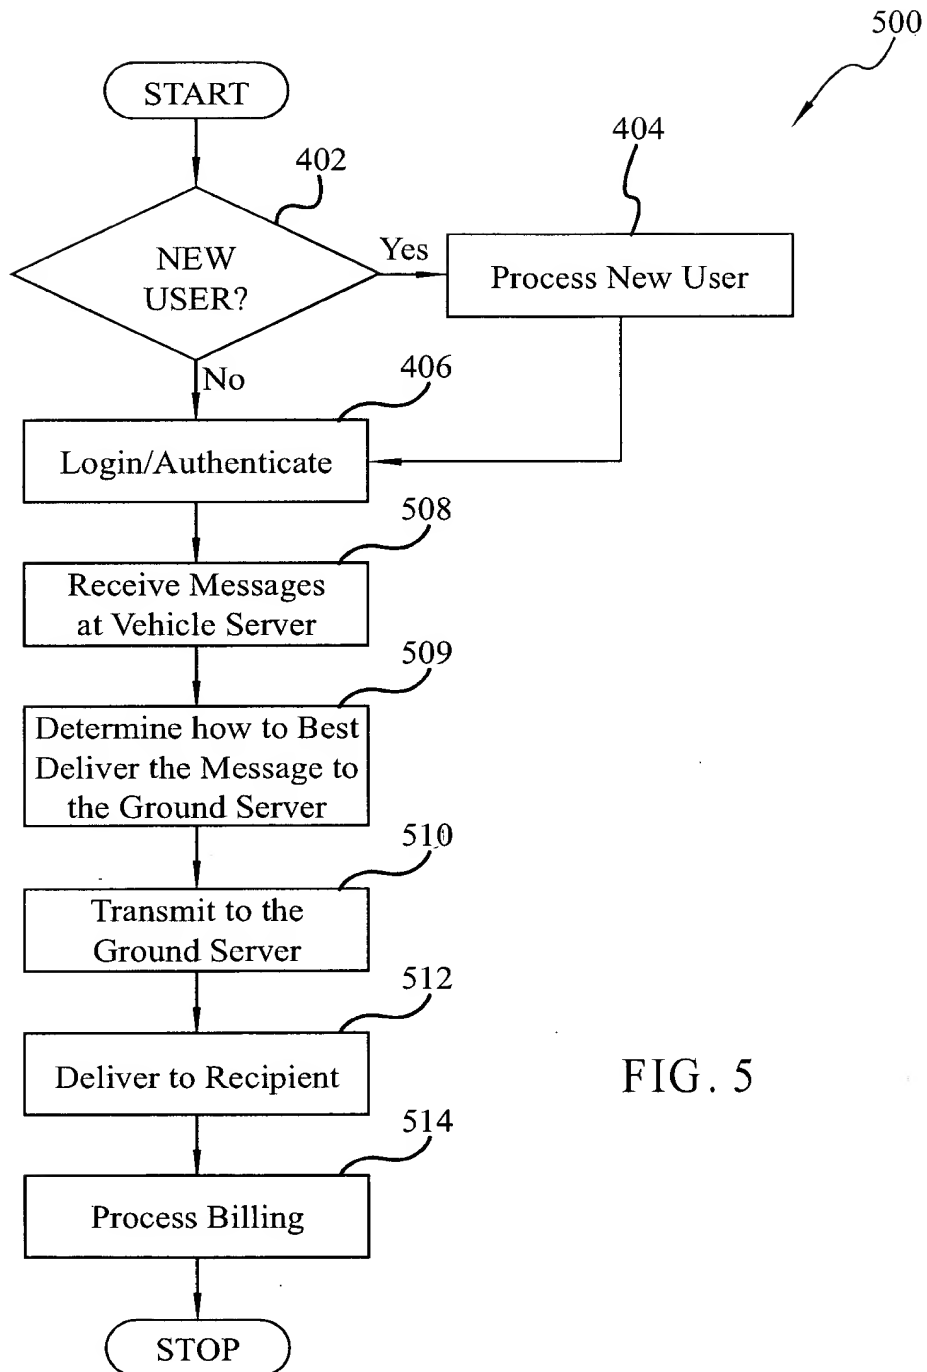 500
START
404
402
Yes
NEW
USER?
Process New User
No
406
Login/Authenticate
508
Receive Messages
at Vehicle Server
509
Determine how to Best
Deliver the Message to
the Ground Server
510
Transmit to the
Ground Server
512
Deliver to Recipient
FIG. 5
514
Process Billing
STOP